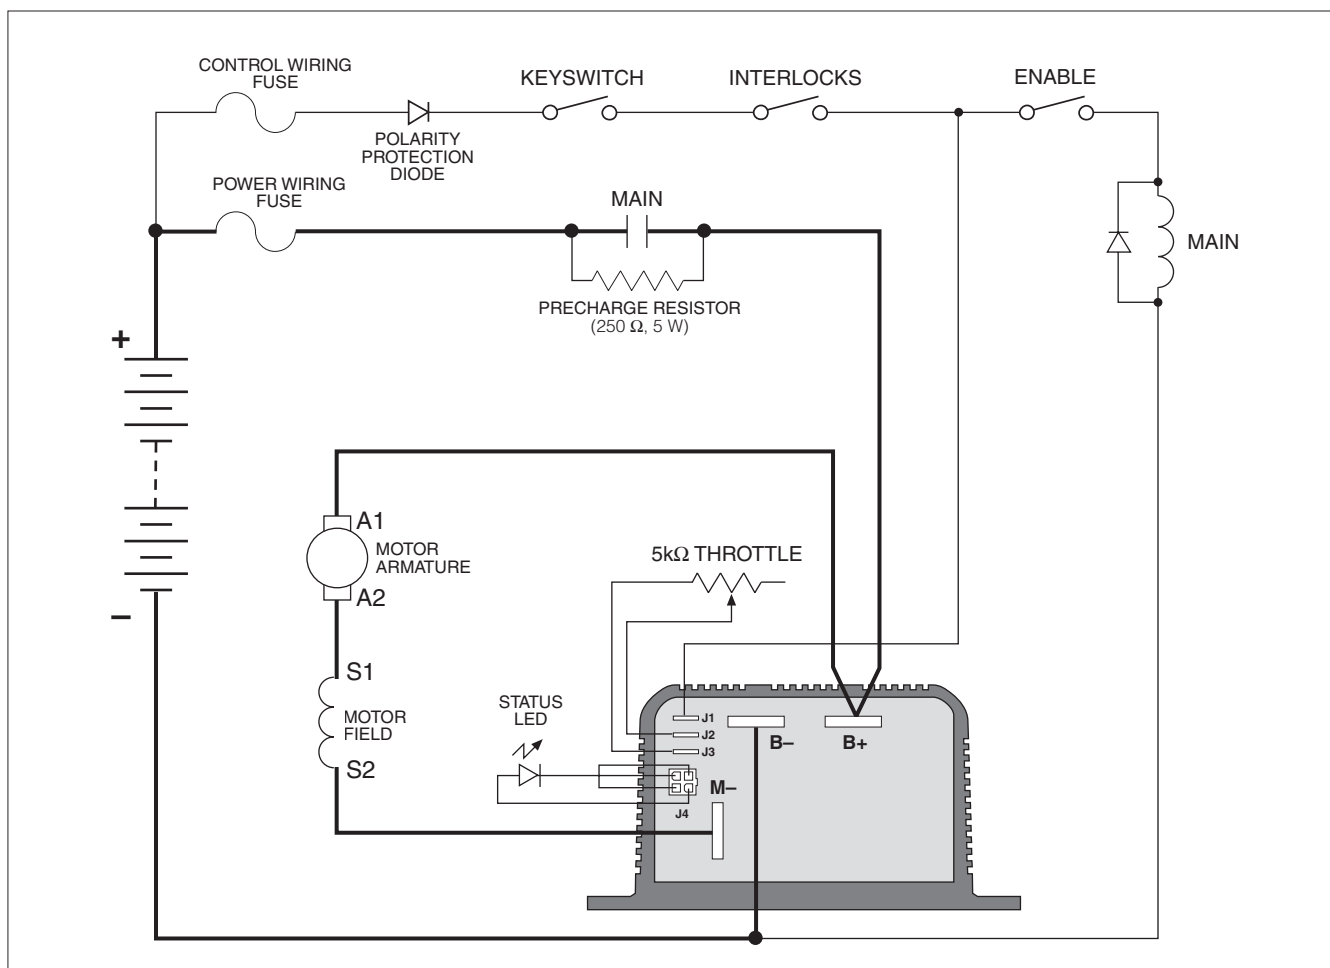 CONTROL WIRING
FUSE
KEYSWITCH
INTERLOCKS
ENABLE
POLARITY
PROTECTION
DIODE
POWER WIRING
FUSE
MAIN
MAIN
PRECHARGE RESISTOR
(250 Ω, 5 W)
+
–
A1
MOTOR
ARMATURE
A2
5kΩ THROTTLE
S1
MOTOR
FIELD
S2
STATUS
LED
J1
J2
J3
B–
B+
M–
J4